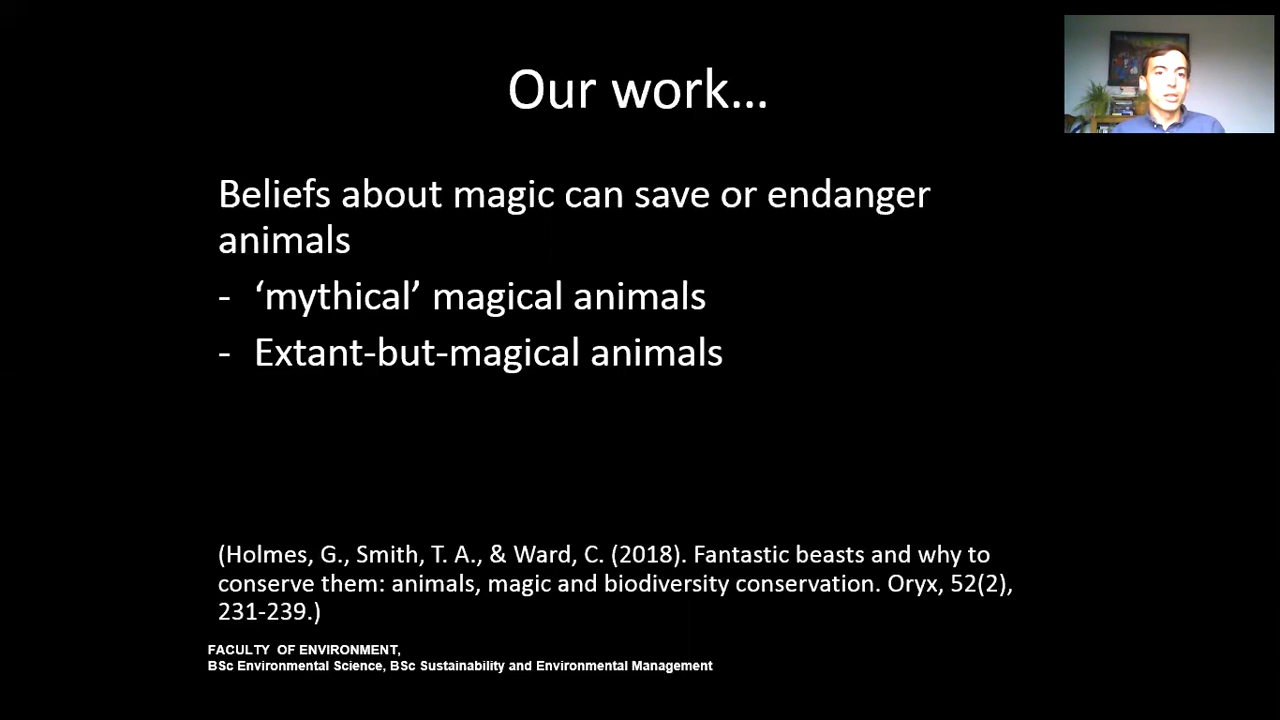 Our work...
Beliefs about magic can save or endanger
animals
- ‘mythical’ magical animals
- Extant-but-magical animals
(Holmes, G., Smith, T. A., & Ward, C. (2018). Fantastic beasts and why to
conserve them: animals, magic and biodiversity conservation. Oryx, 52(2),
231-239.)
FACULTY OF ENVIRONMENT,
BSc Environmental Science, BSc Sustainability and Environmental Management